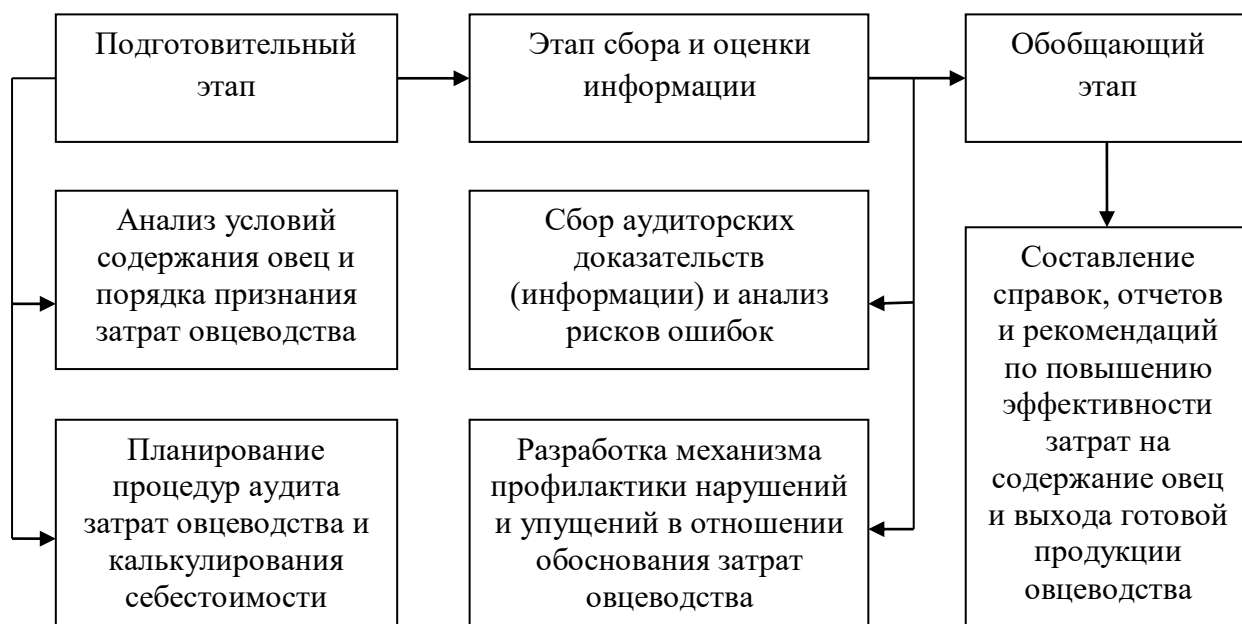 Подготовительный
этап
Этап сбора и оценки
информации
Обобщающий
этап
Анализ условий
содержания овец и
порядка признания
затрат овцеводства
Сбор аудиторских
доказательств
(информации) и анализ
рисков ошибок
Составление
справок, отчетов
и рекомендаций
по повышению
эффективности
затрат на
содержание овец
и выхода готовой
продукции
овцеводства
Планирование
процедур аудита
затрат овцеводства и
калькулирования
себестоимости
Разработка механизма
профилактики нарушений
и упущений в отношении
обоснования затрат
овцеводства